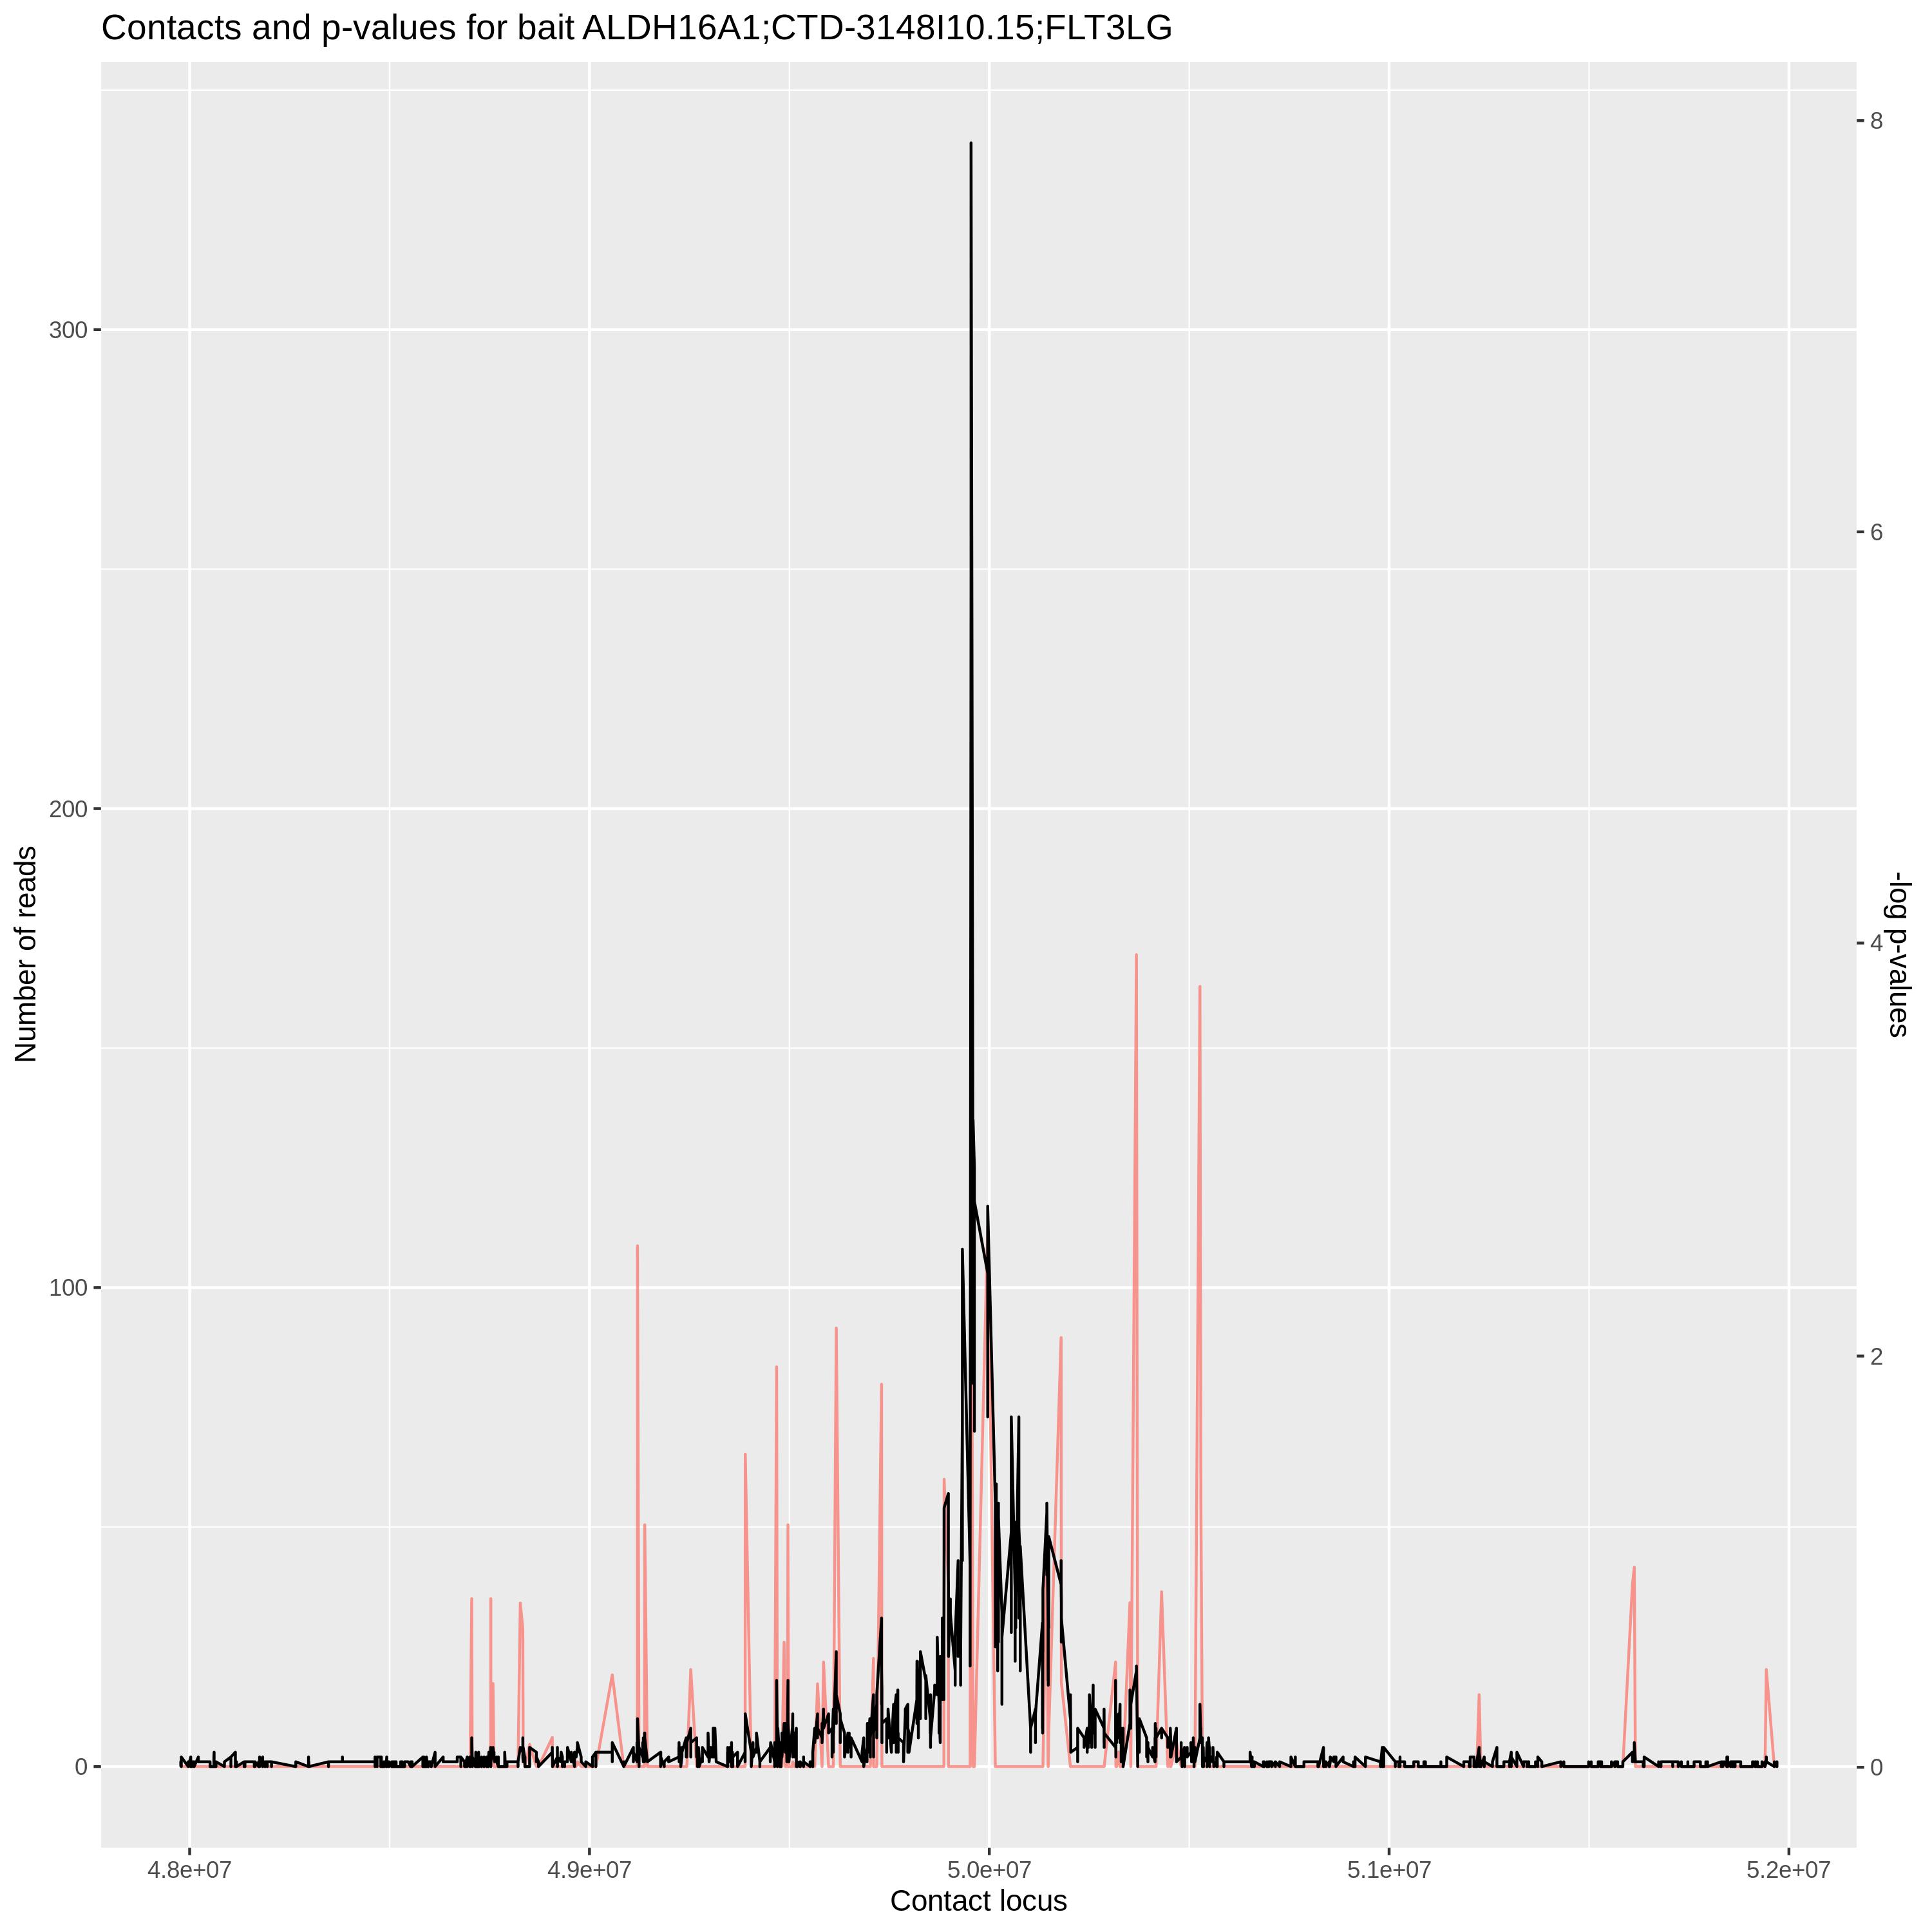 Contacts and p-values for bait ALDH16A1;CTD-3148I10.15;FLT3LG
300
200
100
0
Number of reads
8
6
4
2
0
-log p-values
4.8e+07
4.9e+07
5.0e+07
5.1e+07
5.2e+07
Contact locus